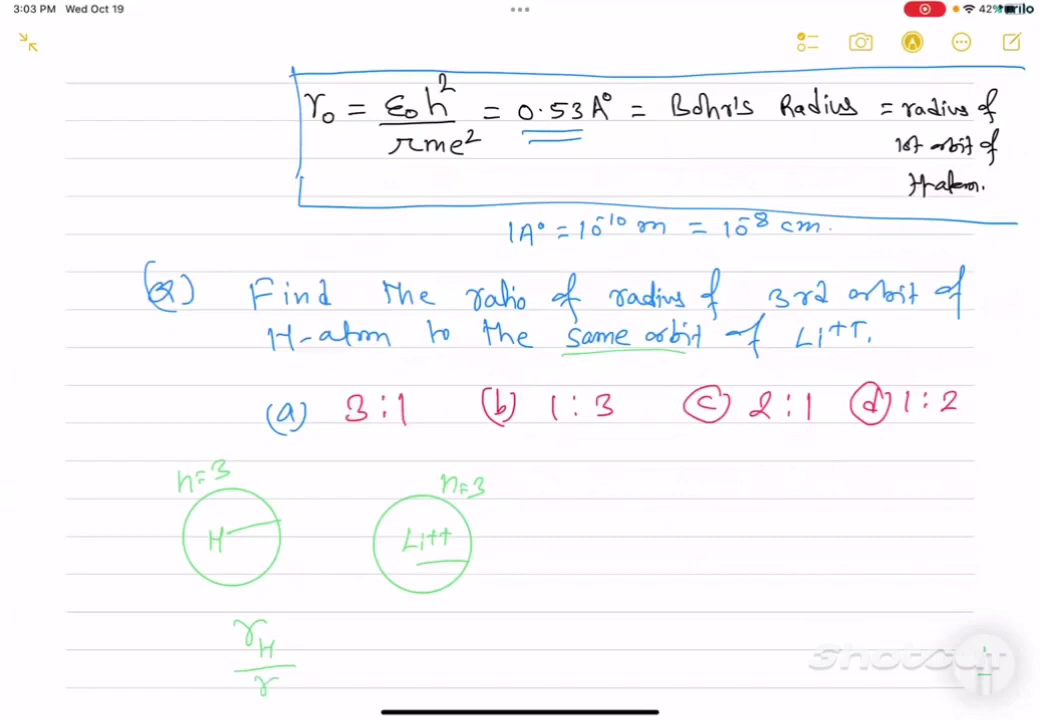 3:03 PM Wed Oct 19
42%
r₀ = ε₀h² / πme² = 0.53 A° = Bohr's Radius = radius of
1st orbit of
H-atom.
1A° = 10⁻¹⁰ m = 10⁻⁸ cm.
(Q) Find the ratio of radius of 3rd orbit of
H-atom to the same orbit of Li++.
(a) 3:1 (b) 1:3 (c) 2:1 (d) 1:2
n=3 n=3
H Li++
r_H
r
ShotCut